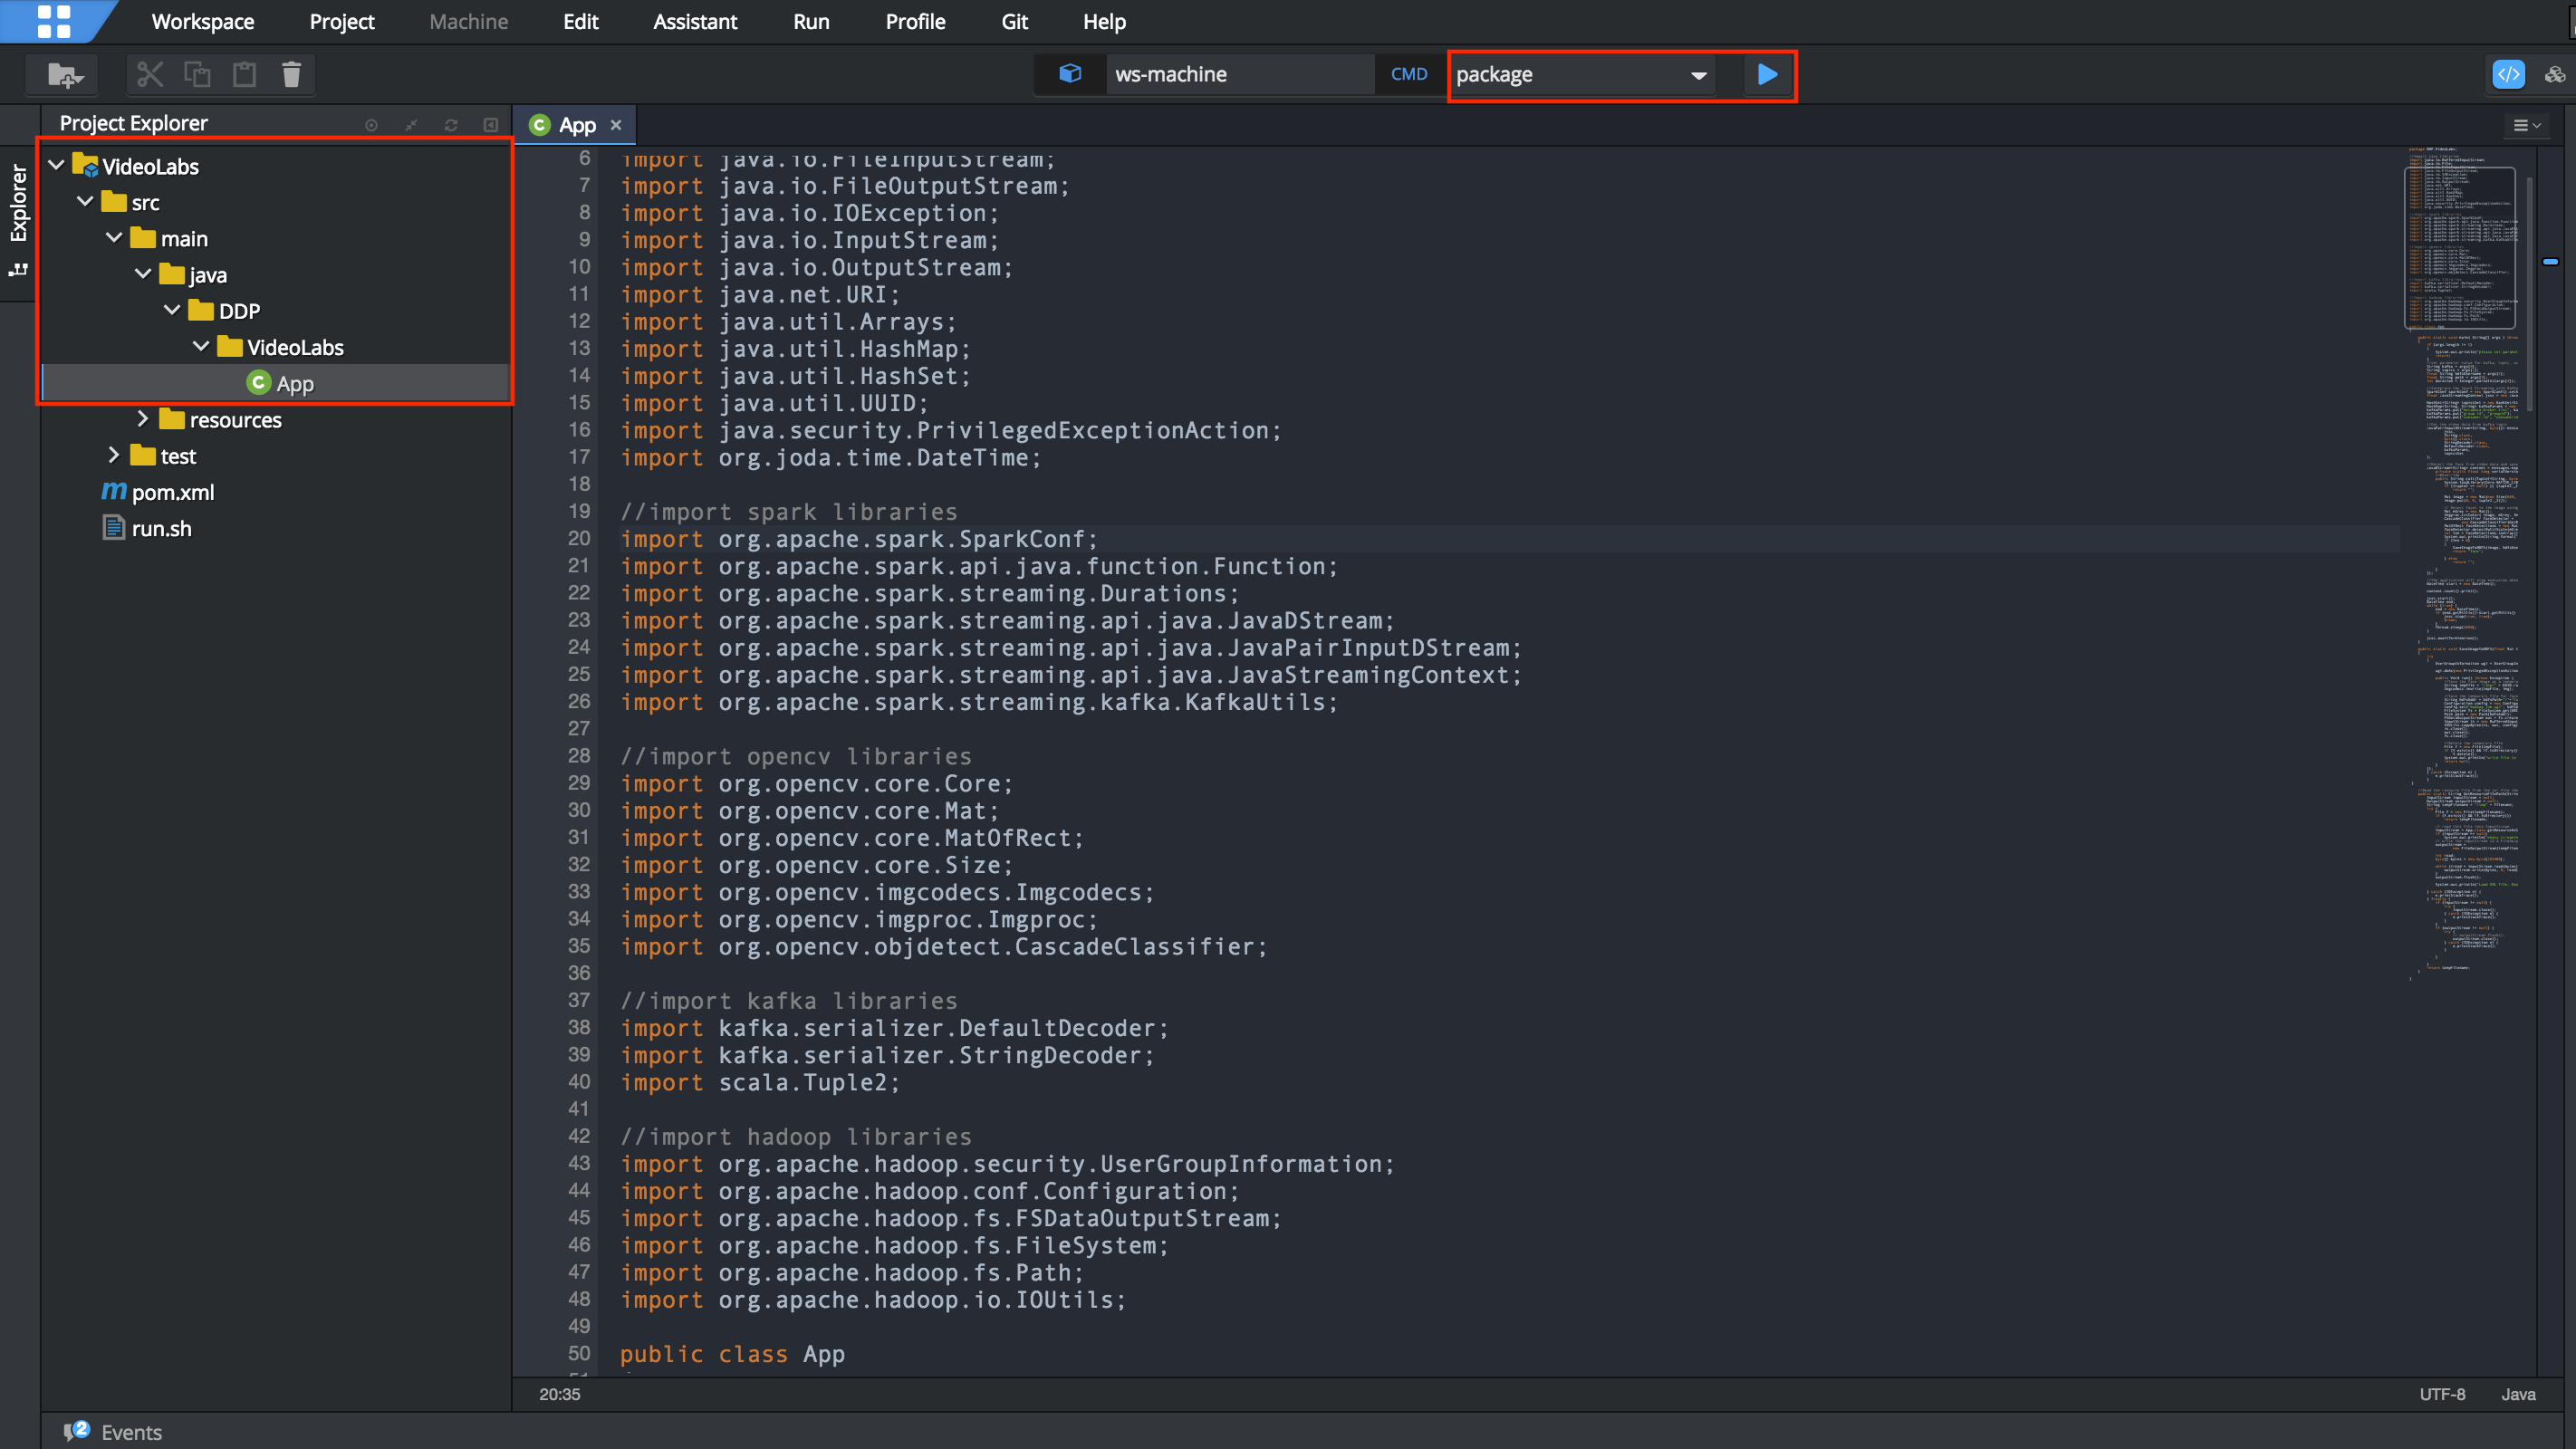 Workspace Project Machine Edit Assistant Run Profile Git Help
ws-machine CMD package
Project Explorer
App
Explorer
VideoLabs
src
main
java
DDP
VideoLabs
App
resources
test
pom.xml
run.sh
6 import java.io.FileInputStream;
7 import java.io.FileOutputStream;
8 import java.io.IOException;
9 import java.io.InputStream;
10 import java.io.OutputStream;
11 import java.net.URI;
12 import java.util.Arrays;
13 import java.util.HashMap;
14 import java.util.HashSet;
15 import java.util.UUID;
16 import java.security.PrivilegedExceptionAction;
17 import org.joda.time.DateTime;
18
19 //import spark libraries
20 import org.apache.spark.SparkConf;
21 import org.apache.spark.api.java.function.Function;
22 import org.apache.spark.streaming.Durations;
23 import org.apache.spark.streaming.api.java.JavaDStream;
24 import org.apache.spark.streaming.api.java.JavaPairInputDStream;
25 import org.apache.spark.streaming.api.java.JavaStreamingContext;
26 import org.apache.spark.streaming.kafka.KafkaUtils;
27
28 //import opencv libraries
29 import org.opencv.core.Core;
30 import org.opencv.core.Mat;
31 import org.opencv.core.MatOfRect;
32 import org.opencv.core.Size;
33 import org.opencv.imgcodecs.Imgcodecs;
34 import org.opencv.imgproc.Imgproc;
35 import org.opencv.objdetect.CascadeClassifier;
36
37 //import kafka libraries
38 import kafka.serializer.DefaultDecoder;
39 import kafka.serializer.StringDecoder;
40 import scala.Tuple2;
41
42 //import hadoop libraries
43 import org.apache.hadoop.security.UserGroupInformation;
44 import org.apache.hadoop.conf.Configuration;
45 import org.apache.hadoop.fs.FSDataOutputStream;
46 import org.apache.hadoop.fs.FileSystem;
47 import org.apache.hadoop.fs.Path;
48 import org.apache.hadoop.io.IOUtils;
49
50 public class App
20:35 UTF-8 Java
2 Events